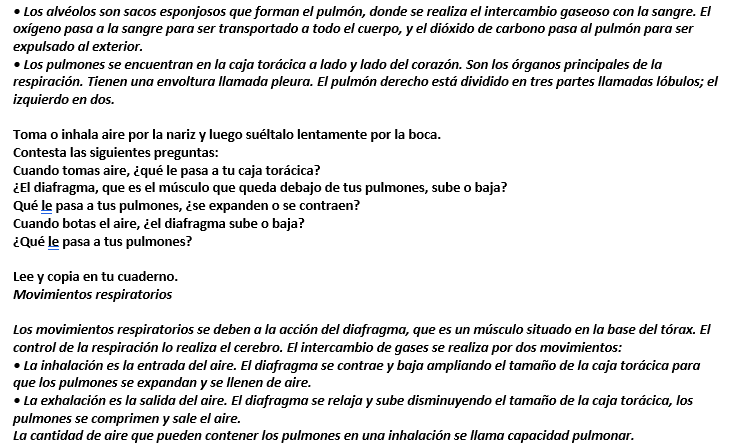 • Los alvéolos son sacos esponjosos que forman el pulmón, donde se realiza el intercambio gaseoso con la sangre. El
oxígeno pasa a la sangre para ser transportado a todo el cuerpo, y el dióxido de carbono pasa al pulmón para ser
expulsado al exterior.
• Los pulmones se encuentran en la caja torácica a lado y lado del corazón. Son los órganos principales de la
respiración. Tienen una envoltura llamada pleura. El pulmón derecho está dividido en tres partes llamadas lóbulos; el
izquierdo en dos.
Toma o inhala aire por la nariz y luego suéltalo lentamente por la boca.
Contesta las siguientes preguntas:
Cuando tomas aire, ¿qué le pasa a tu caja torácica?
¿El diafragma, que es el músculo que queda debajo de tus pulmones, sube o baja?
Qué le pasa a tus pulmones, ¿se expanden o se contraen?
Cuando botas el aire, ¿el diafragma sube o baja?
¿Qué le pasa a tus pulmones?
Lee y copia en tu cuaderno.
Movimientos respiratorios
Los movimientos respiratorios se deben a la acción del diafragma, que es un músculo situado en la base del tórax. El
control de la respiración lo realiza el cerebro. El intercambio de gases se realiza por dos movimientos:
• La inhalación es la entrada del aire. El diafragma se contrae y baja ampliando el tamaño de la caja torácica para
que los pulmones se expandan y se llenen de aire.
• La exhalación es la salida del aire. El diafragma se relaja y sube disminuyendo el tamaño de la caja torácica, los
pulmones se comprimen y sale el aire.
La cantidad de aire que pueden contener los pulmones en una inhalación se llama capacidad pulmonar.